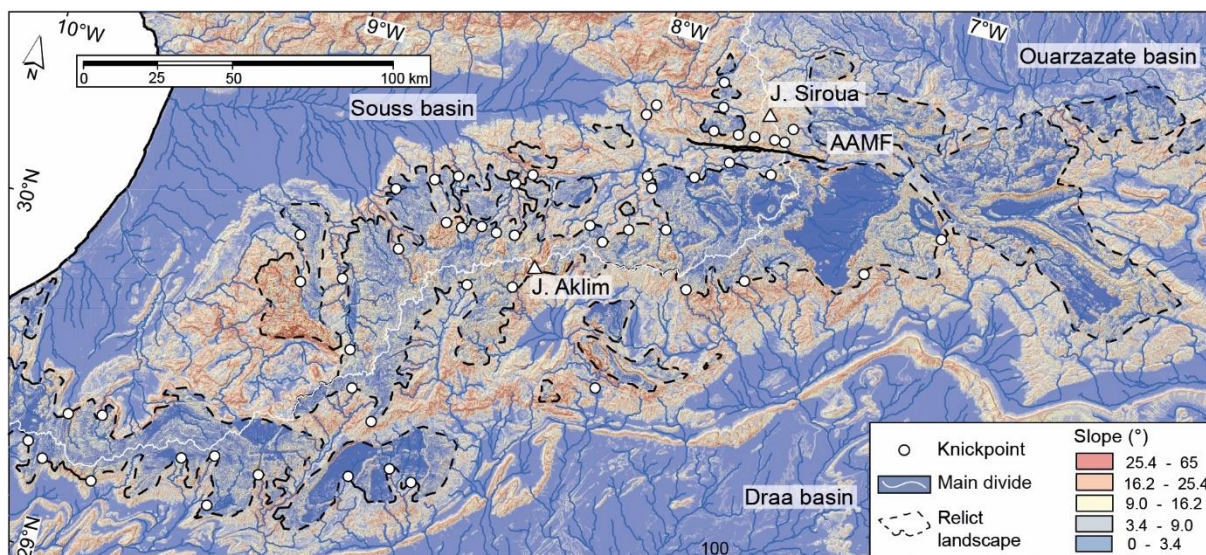 10°W
9°W
8°W
7°W
N
0 25 50 100 km
Souss basin
Ouarzazate basin
J. Siroua
AAMF
30°N
J. Aklim
Draa basin
29°N
100
Knickpoint
Main divide
Relict
landscape
Slope (°)
25.4 - 65
16.2 - 25.4
9.0 - 16.2
3.4 - 9.0
0 - 3.4